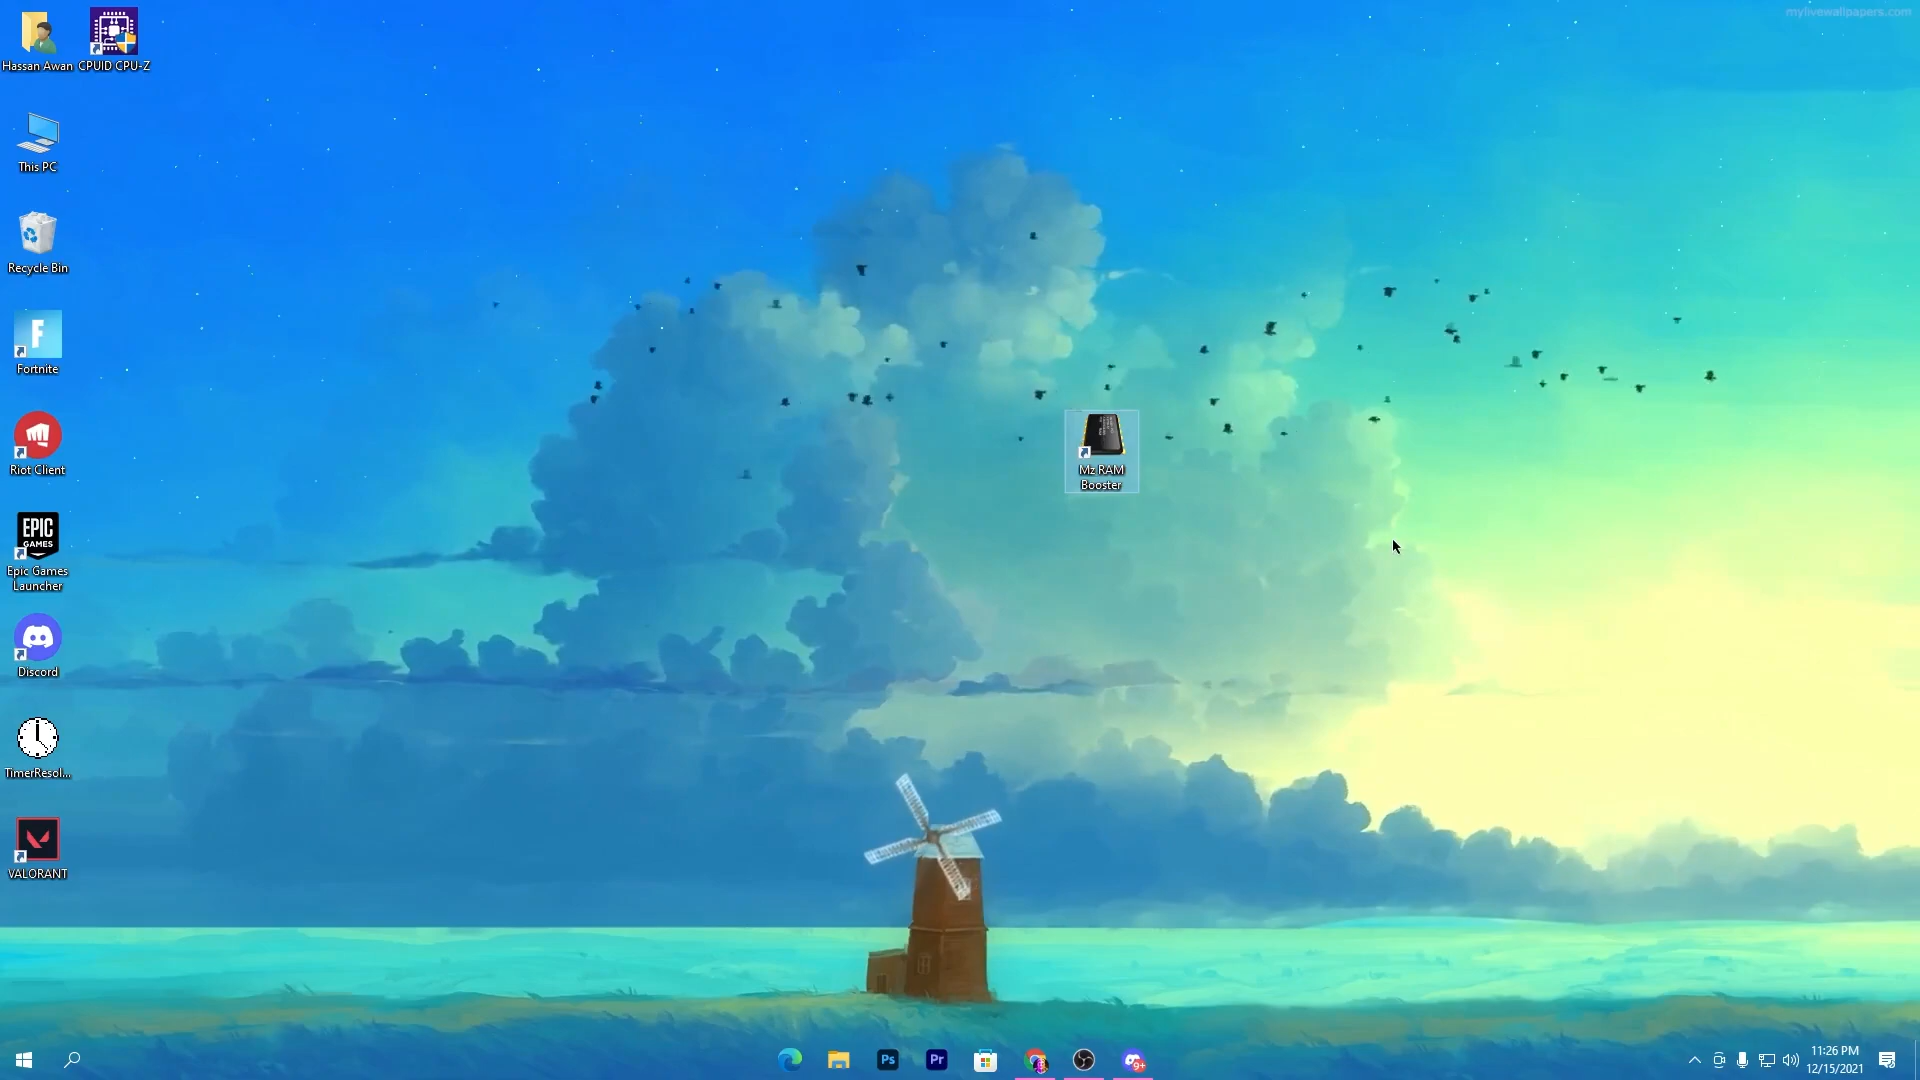 mylivewallpapers.com
Hassan Awan
CPUID CPU-Z
This PC
Recycle Bin
F
Fortnite
Riot Client
EPIC
GAMES
Epic Games
Launcher
Discord
TimerResol...
VALORANT
Mz RAM
Booster
Ps
Pr
9+
11:26 PM
12/15/2021